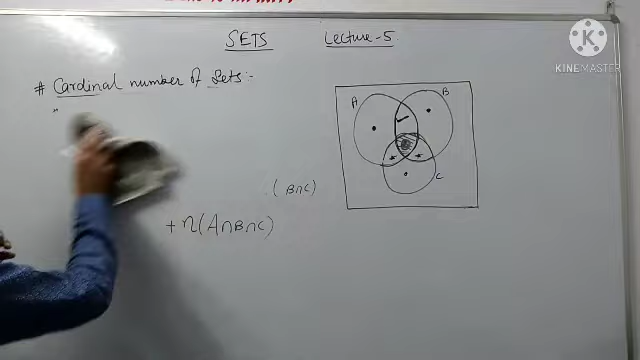 SETS Lecture-5
# Cardinal number of Sets:-
A B
C
(B∩C)
+ n(A∩B∩C)
K
KINEMASTER